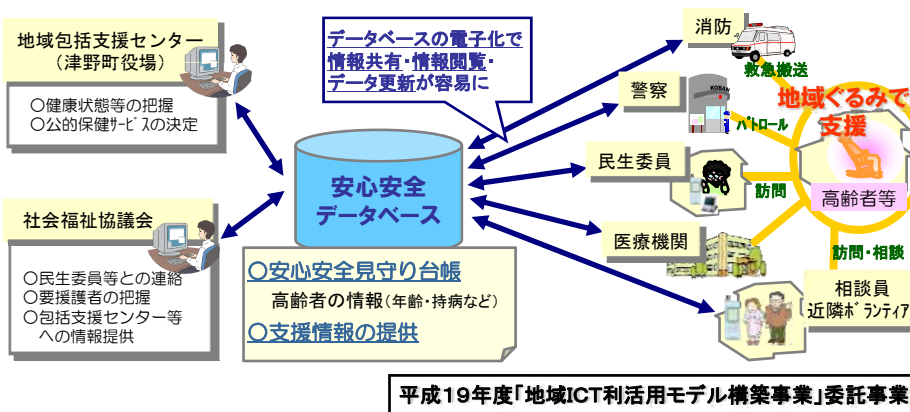 地域包括支援センター
（津野町役場）
○健康状態等の把握
○公的保健ｻｰﾋﾞｽの決定
社会福祉協議会
○民生委員等との連絡
○要援護者の把握
○包括支援センター等
への情報提供
データベースの電子化で
情報共有・情報閲覧・
データ更新が容易に
安心安全
データベース
○安心安全見守り台帳
高齢者の情報（年齢・持病など）
○支援情報の提供
消防
救急搬送
警察
KOBAN
ﾊﾟﾄロール
民生委員
訪問
医療機関
地域ぐるみで
支援
高齢者等
訪問・相談
相談員
近隣ﾎﾞﾗﾝﾃｨｱ
平成19年度「地域ICT利活用モデル構築事業」委託事業